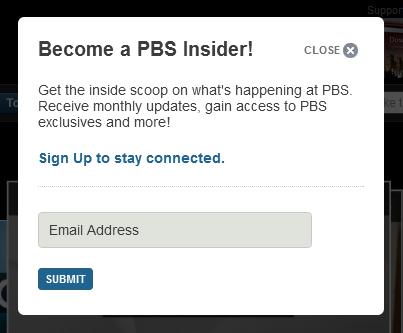 Suppor
Become a PBS Insider!
CLOSE
Get the inside scoop on what's happening at PBS.
Receive monthly updates, gain access to PBS
exclusives and more!
Sign Up to stay connected.
Email Address
SUBMIT